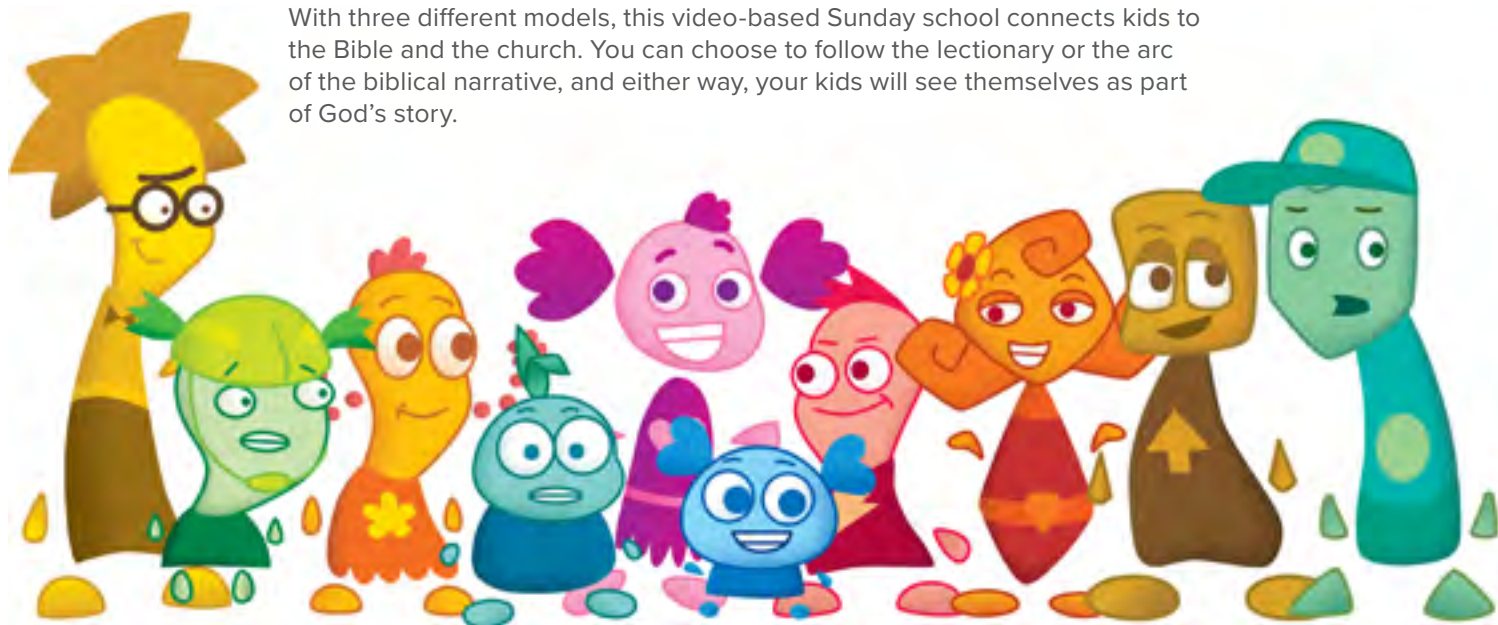 With three different models, this video-based Sunday school connects kids to
the Bible and the church. You can choose to follow the lectionary or the arc
of the biblical narrative, and either way, your kids will see themselves as part
of God’s story.